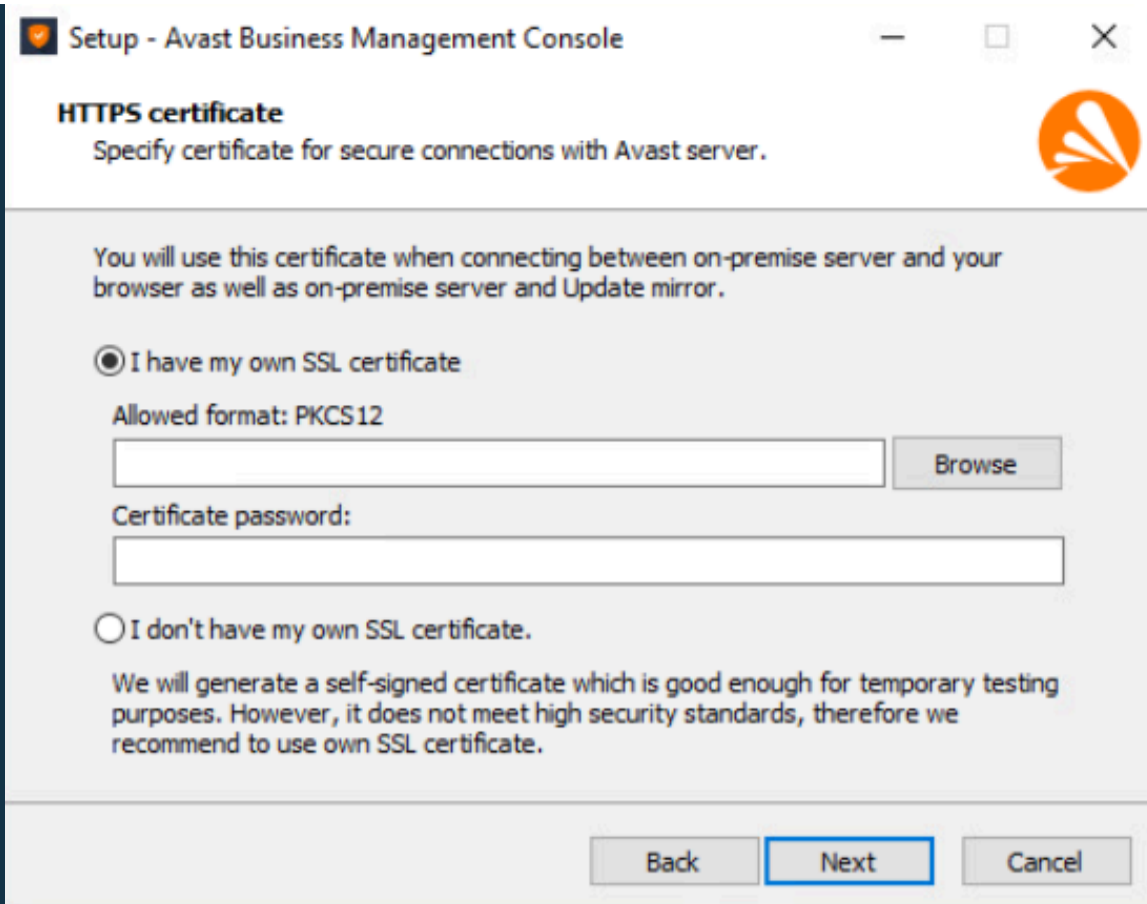 Setup - Avast Business Management Console
HTTPS certificate
Specify certificate for secure connections with Avast server.
You will use this certificate when connecting between on-premise server and your
browser as well as on-premise server and Update mirror.
I have my own SSL certificate
Allowed format: PKCS12
Browse
Certificate password:
I don't have my own SSL certificate.
We will generate a self-signed certificate which is good enough for temporary testing
purposes. However, it does not meet high security standards, therefore we
recommend to use own SSL certificate.
Back Next Cancel